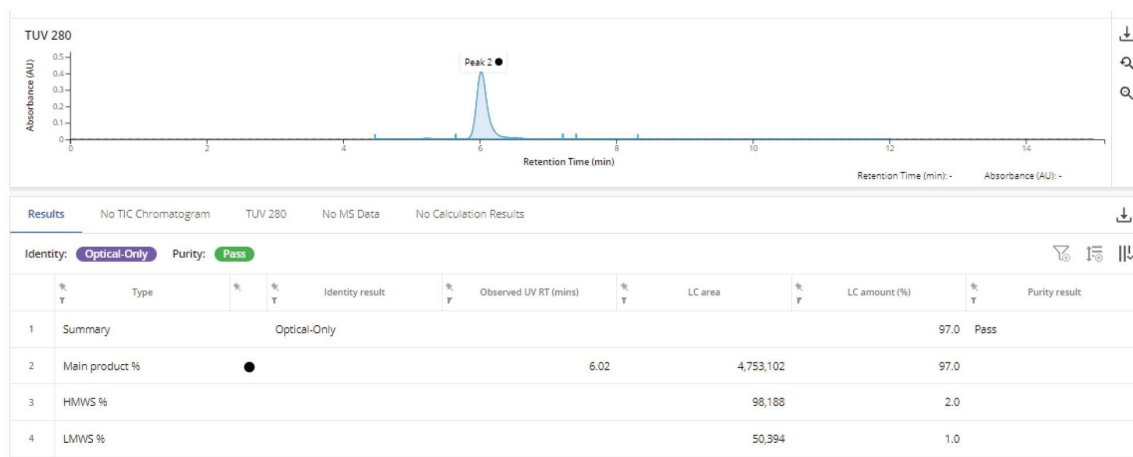 TUV 280
Absorbance (AU)
0.5
0.4
0.3
0.2
0.1
0
Peak 2
0 2 4 6 8 10 12 14
Retention Time (min)
Retention Time (min): - Absorbance (AU): -
Results No TIC Chromatogram TUV 280 No MS Data No Calculation Results
Identity: Optical-Only Purity: Pass
Type Identity result Observed UV RT (mins) LC area LC amount (%) Purity result
1 Summary Optical-Only 97.0 Pass
2 Main product % 6.02 4,753,102 97.0
3 HMWS % 98,188 2.0
4 LMWS % 50,394 1.0